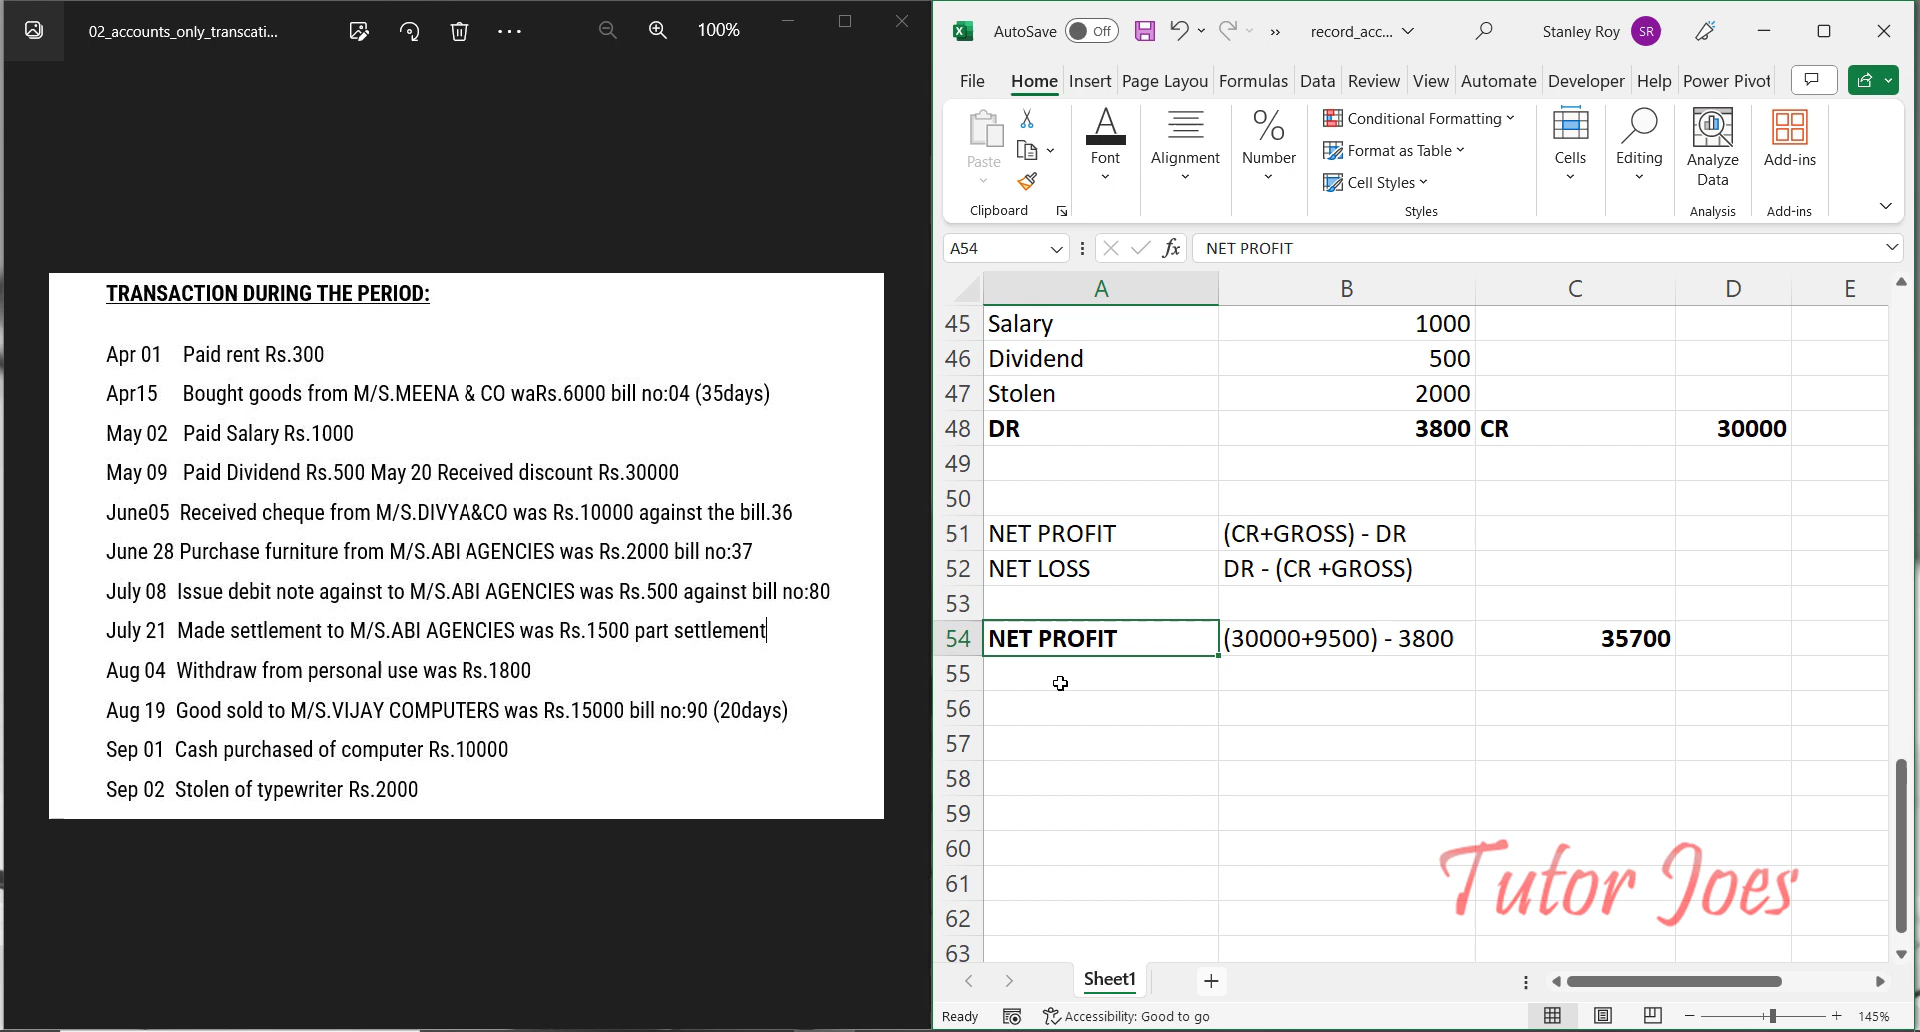 02_accounts_only_transcati...
100%
TRANSACTION DURING THE PERIOD:
Apr 01 Paid rent Rs.300
Apr15 Bought goods from M/S.MEENA & CO waRs.6000 bill no:04 (35days)
May 02 Paid Salary Rs.1000
May 09 Paid Dividend Rs.500 May 20 Received discount Rs.30000
June05 Received cheque from M/S.DIVYA&CO was Rs.10000 against the bill.36
June 28 Purchase furniture from M/S.ABI AGENCIES was Rs.2000 bill no:37
July 08 Issue debit note against to M/S.ABI AGENCIES was Rs.500 against bill no:80
July 21 Made settlement to M/S.ABI AGENCIES was Rs.1500 part settlement
Aug 04 Withdraw from personal use was Rs.1800
Aug 19 Good sold to M/S.VIJAY COMPUTERS was Rs.15000 bill no:90 (20days)
Sep 01 Cash purchased of computer Rs.10000
Sep 02 Stolen of typewriter Rs.2000
AutoSave Off record_acc... Stanley Roy SR
File Home Insert Page Layou Formulas Data Review View Automate Developer Help Power Pivot
Paste
Clipboard
Font
Alignment
%
Number
Conditional Formatting
Format as Table
Cell Styles
Styles
Cells
Editing
Analyze
Data
Analysis
Add-ins
Add-ins
A54 fx NET PROFIT
A B C D E
45 Salary 1000
46 Dividend 500
47 Stolen 2000
48 DR 3800 CR 30000
49
50
51 NET PROFIT (CR+GROSS) - DR
52 NET LOSS DR - (CR +GROSS)
53
54 NET PROFIT (30000+9500) - 3800 35700
55
56
57
58
59
60
61
62
63
Tutor Joes
Sheet1
Ready Accessibility: Good to go 145%